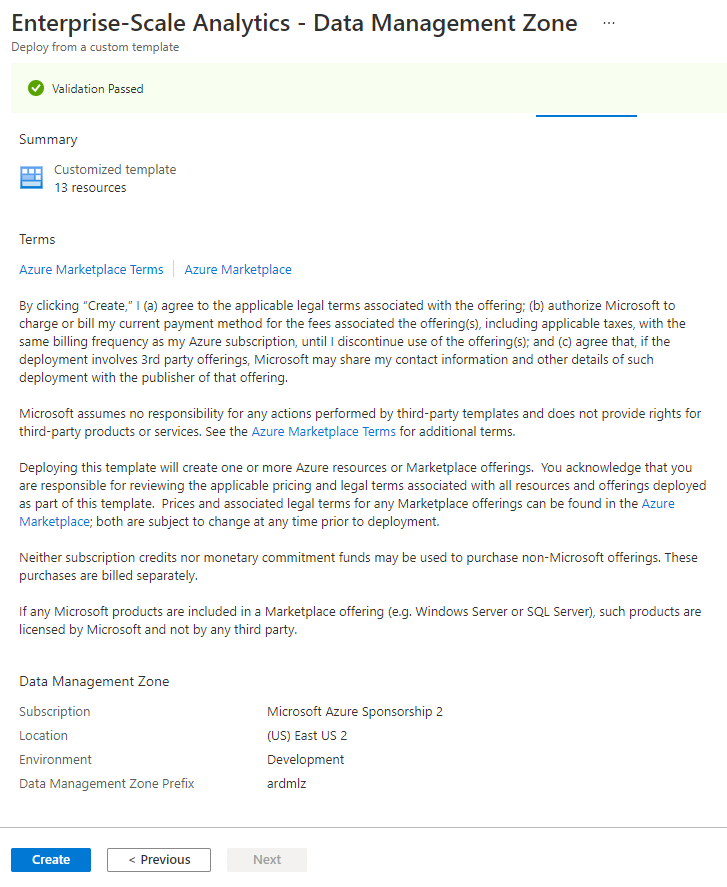 Enterprise-Scale Analytics - Data Management Zone ...
Deploy from a custom template
Validation Passed
Summary
Customized template
13 resources
Terms
Azure Marketplace Terms | Azure Marketplace
By clicking “Create,” I (a) agree to the applicable legal terms associated with the offering; (b) authorize Microsoft to
charge or bill my current payment method for the fees associated the offering(s), including applicable taxes, with the
same billing frequency as my Azure subscription, until I discontinue use of the offering(s); and (c) agree that, if the
deployment involves 3rd party offerings, Microsoft may share my contact information and other details of such
deployment with the publisher of that offering.
Microsoft assumes no responsibility for any actions performed by third-party templates and does not provide rights for
third-party products or services. See the Azure Marketplace Terms for additional terms.
Deploying this template will create one or more Azure resources or Marketplace offerings.  You acknowledge that you
are responsible for reviewing the applicable pricing and legal terms associated with all resources and offerings deployed
as part of this template.  Prices and associated legal terms for any Marketplace offerings can be found in the Azure
Marketplace; both are subject to change at any time prior to deployment.
Neither subscription credits nor monetary commitment funds may be used to purchase non-Microsoft offerings. These
purchases are billed separately.
If any Microsoft products are included in a Marketplace offering (e.g. Windows Server or SQL Server), such products are
licensed by Microsoft and not by any third party.
Data Management Zone
Subscription Microsoft Azure Sponsorship 2
Location (US) East US 2
Environment Development
Data Management Zone Prefix ardmlz
Create < Previous Next